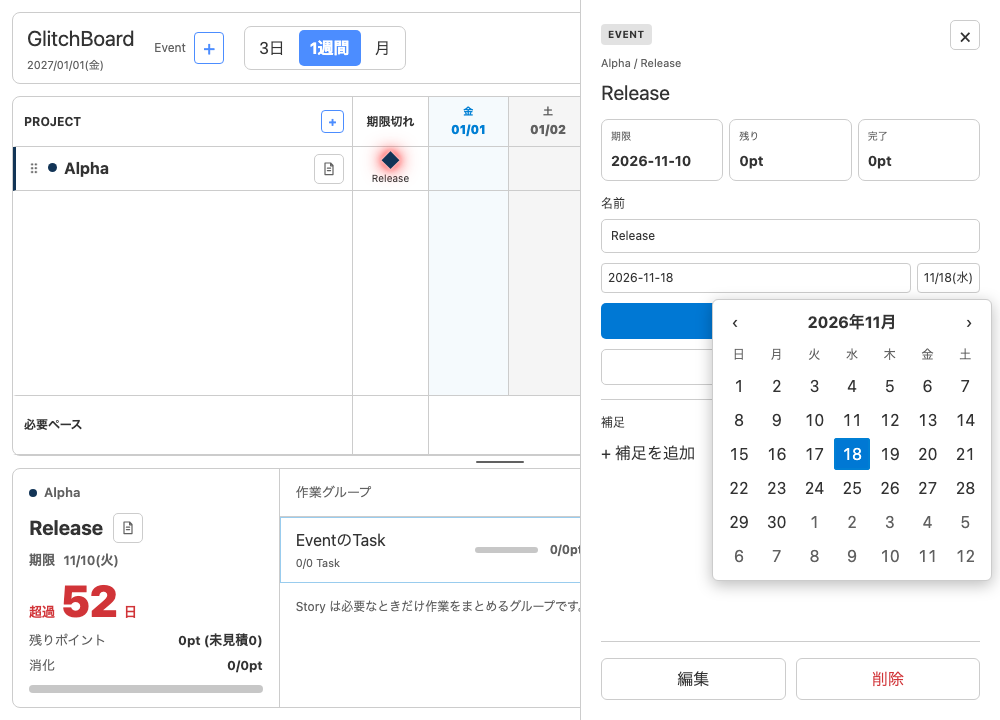 GlitchBoard
2027/01/01(金)
Event
+
3日
1週間
月
PROJECT
+
期限切れ
金
01/01
土
01/02
Alpha
Release
必要ペース
Alpha
Release
期限 11/10(火)
超過 52 日
残りポイント 0pt (未見積0)
消化 0/0pt
作業グループ
EventのTask
0/0 Task
0/0pt
Story は必要なときだけ作業をまとめるグループです。
EVENT
×
Alpha / Release
Release
期限
2026-11-10
残り
0pt
完了
0pt
名前
Release
2026-11-18
11/18(水)
‹ 2026年11月 ›
日 月 火 水 木 金 土
1 2 3 4 5 6 7
8 9 10 11 12 13 14
15 16 17 18 19 20 21
22 23 24 25 26 27 28
29 30 1 2 3 4 5
6 7 8 9 10 11 12
補足
+ 補足を追加
編集
削除